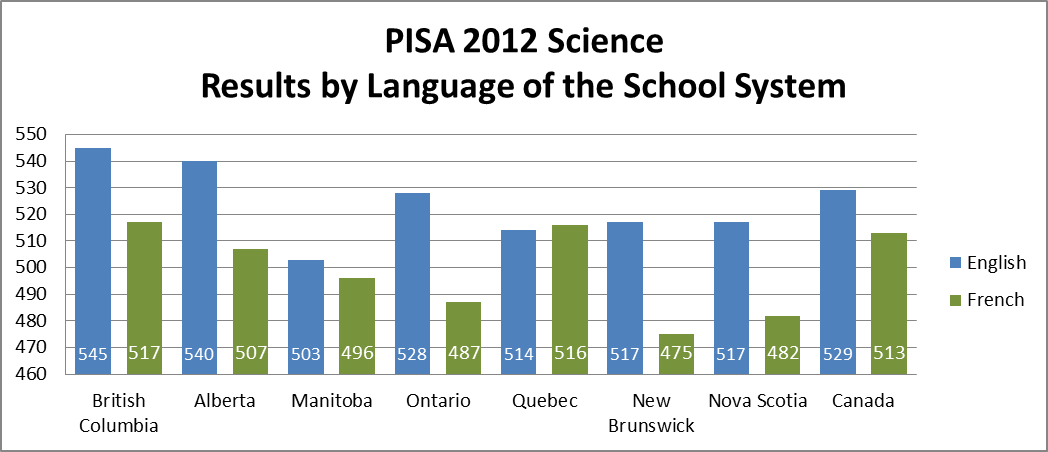 PISA 2012 Science
Results by Language of the School System
550
540
530
520
510
500
490
480
470
460
545 517 540 507 503 496 528 487 514 516 517 475 517 482 529 513
British Columbia
Alberta
Manitoba
Ontario
Quebec
New Brunswick
Nova Scotia
Canada
English
French